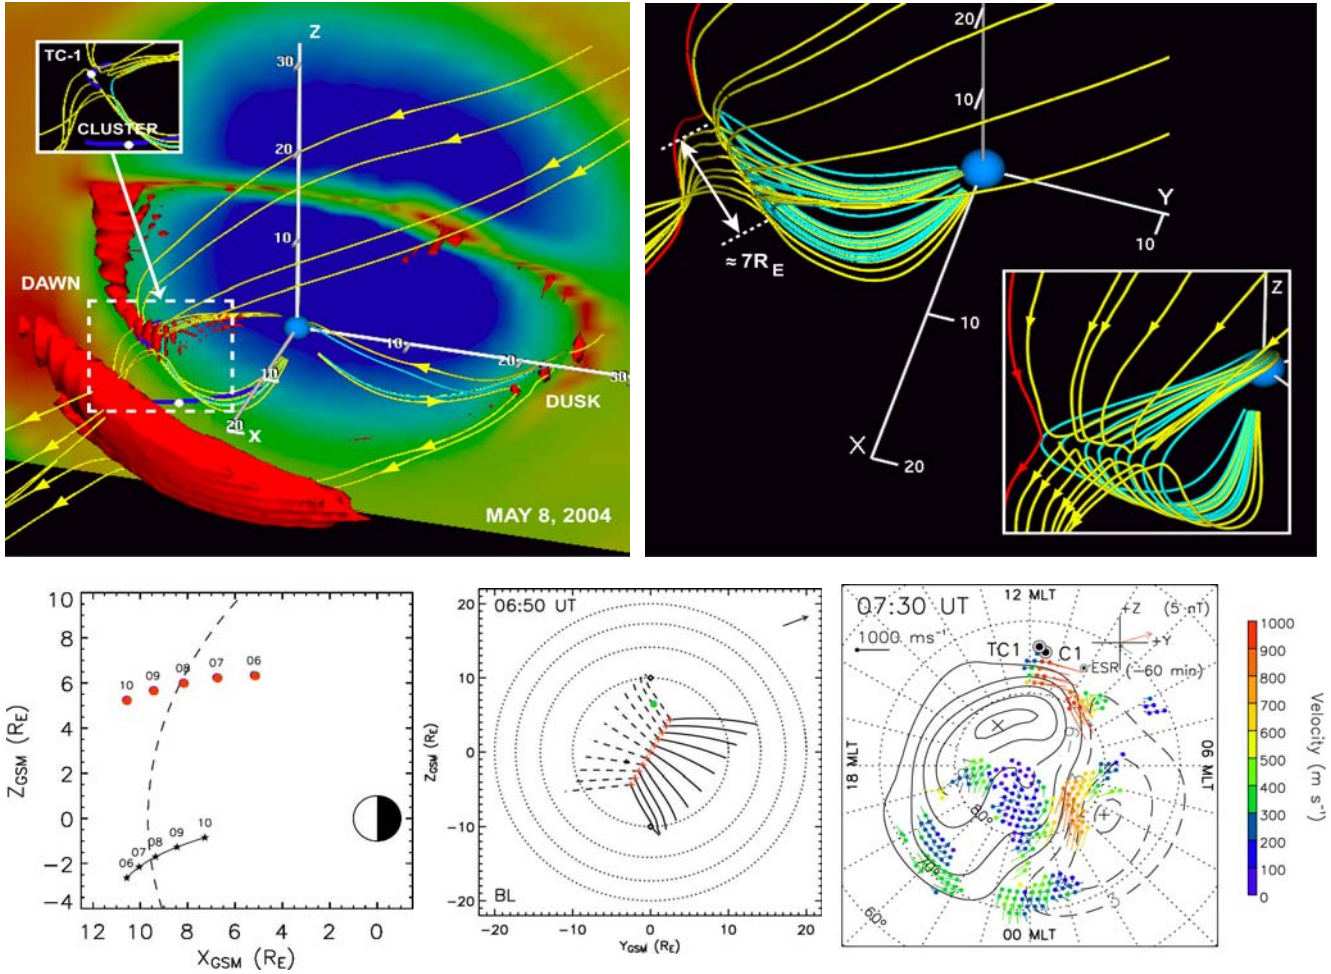 TC-1
CLUSTER
Z
30
20
10
DAWN
10
20
30
10
20
X
DUSK
MAY 8, 2004
20
10
Y
10
≈ 7R_E
10
X
20
Z
10
8
6
4
2
0
-2
-4
Z_GSM (R_E)
10 09 08 07 06
06 07 08 09 10
12 10 8 6 4 2 0
X_GSM (R_E)
06:50 UT
20
10
0
-10
-20
Z_GSM (R_E)
BL
-20 -10 0 10 20
Y_GSM (R_E)
07:30 UT
12 MLT
+Z (5 nT)
1000 ms⁻¹
+Y
TC1 C1
ESR (-60 min)
18 MLT
06 MLT
80°
70°
60°
00 MLT
1000
900
800
700
600
500
400
300
200
100
0
Velocity (m s⁻¹)